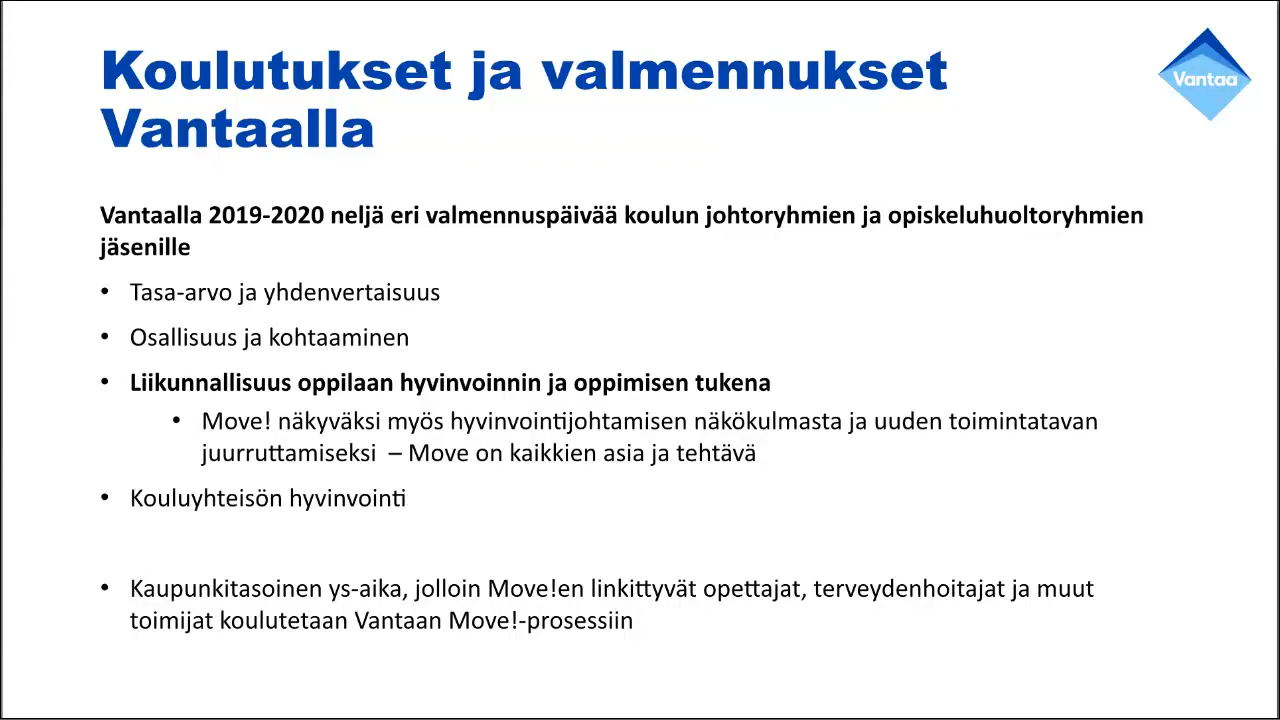 Koulutukset ja valmennukset
Vantaalla
Vantaa
Vantaalla 2019-2020 neljä eri valmennuspäivää koulun johtoryhmien ja opiskeluhuoltoryhmien
jäsenille
• Tasa-arvo ja yhdenvertaisuus
• Osallisuus ja kohtaaminen
• Liikunnallisuus oppilaan hyvinvoinnin ja oppimisen tukena
• Move! näkyväksi myös hyvinvointijohtamisen näkökulmasta ja uuden toimintatavan
juurruttamiseksi – Move on kaikkien asia ja tehtävä
• Kouluyhteisön hyvinvointi
• Kaupunkitasoinen ys-aika, jolloin Move!en linkittyvät opettajat, terveydenhoitajat ja muut
toimijat koulutetaan Vantaan Move!-prosessiin